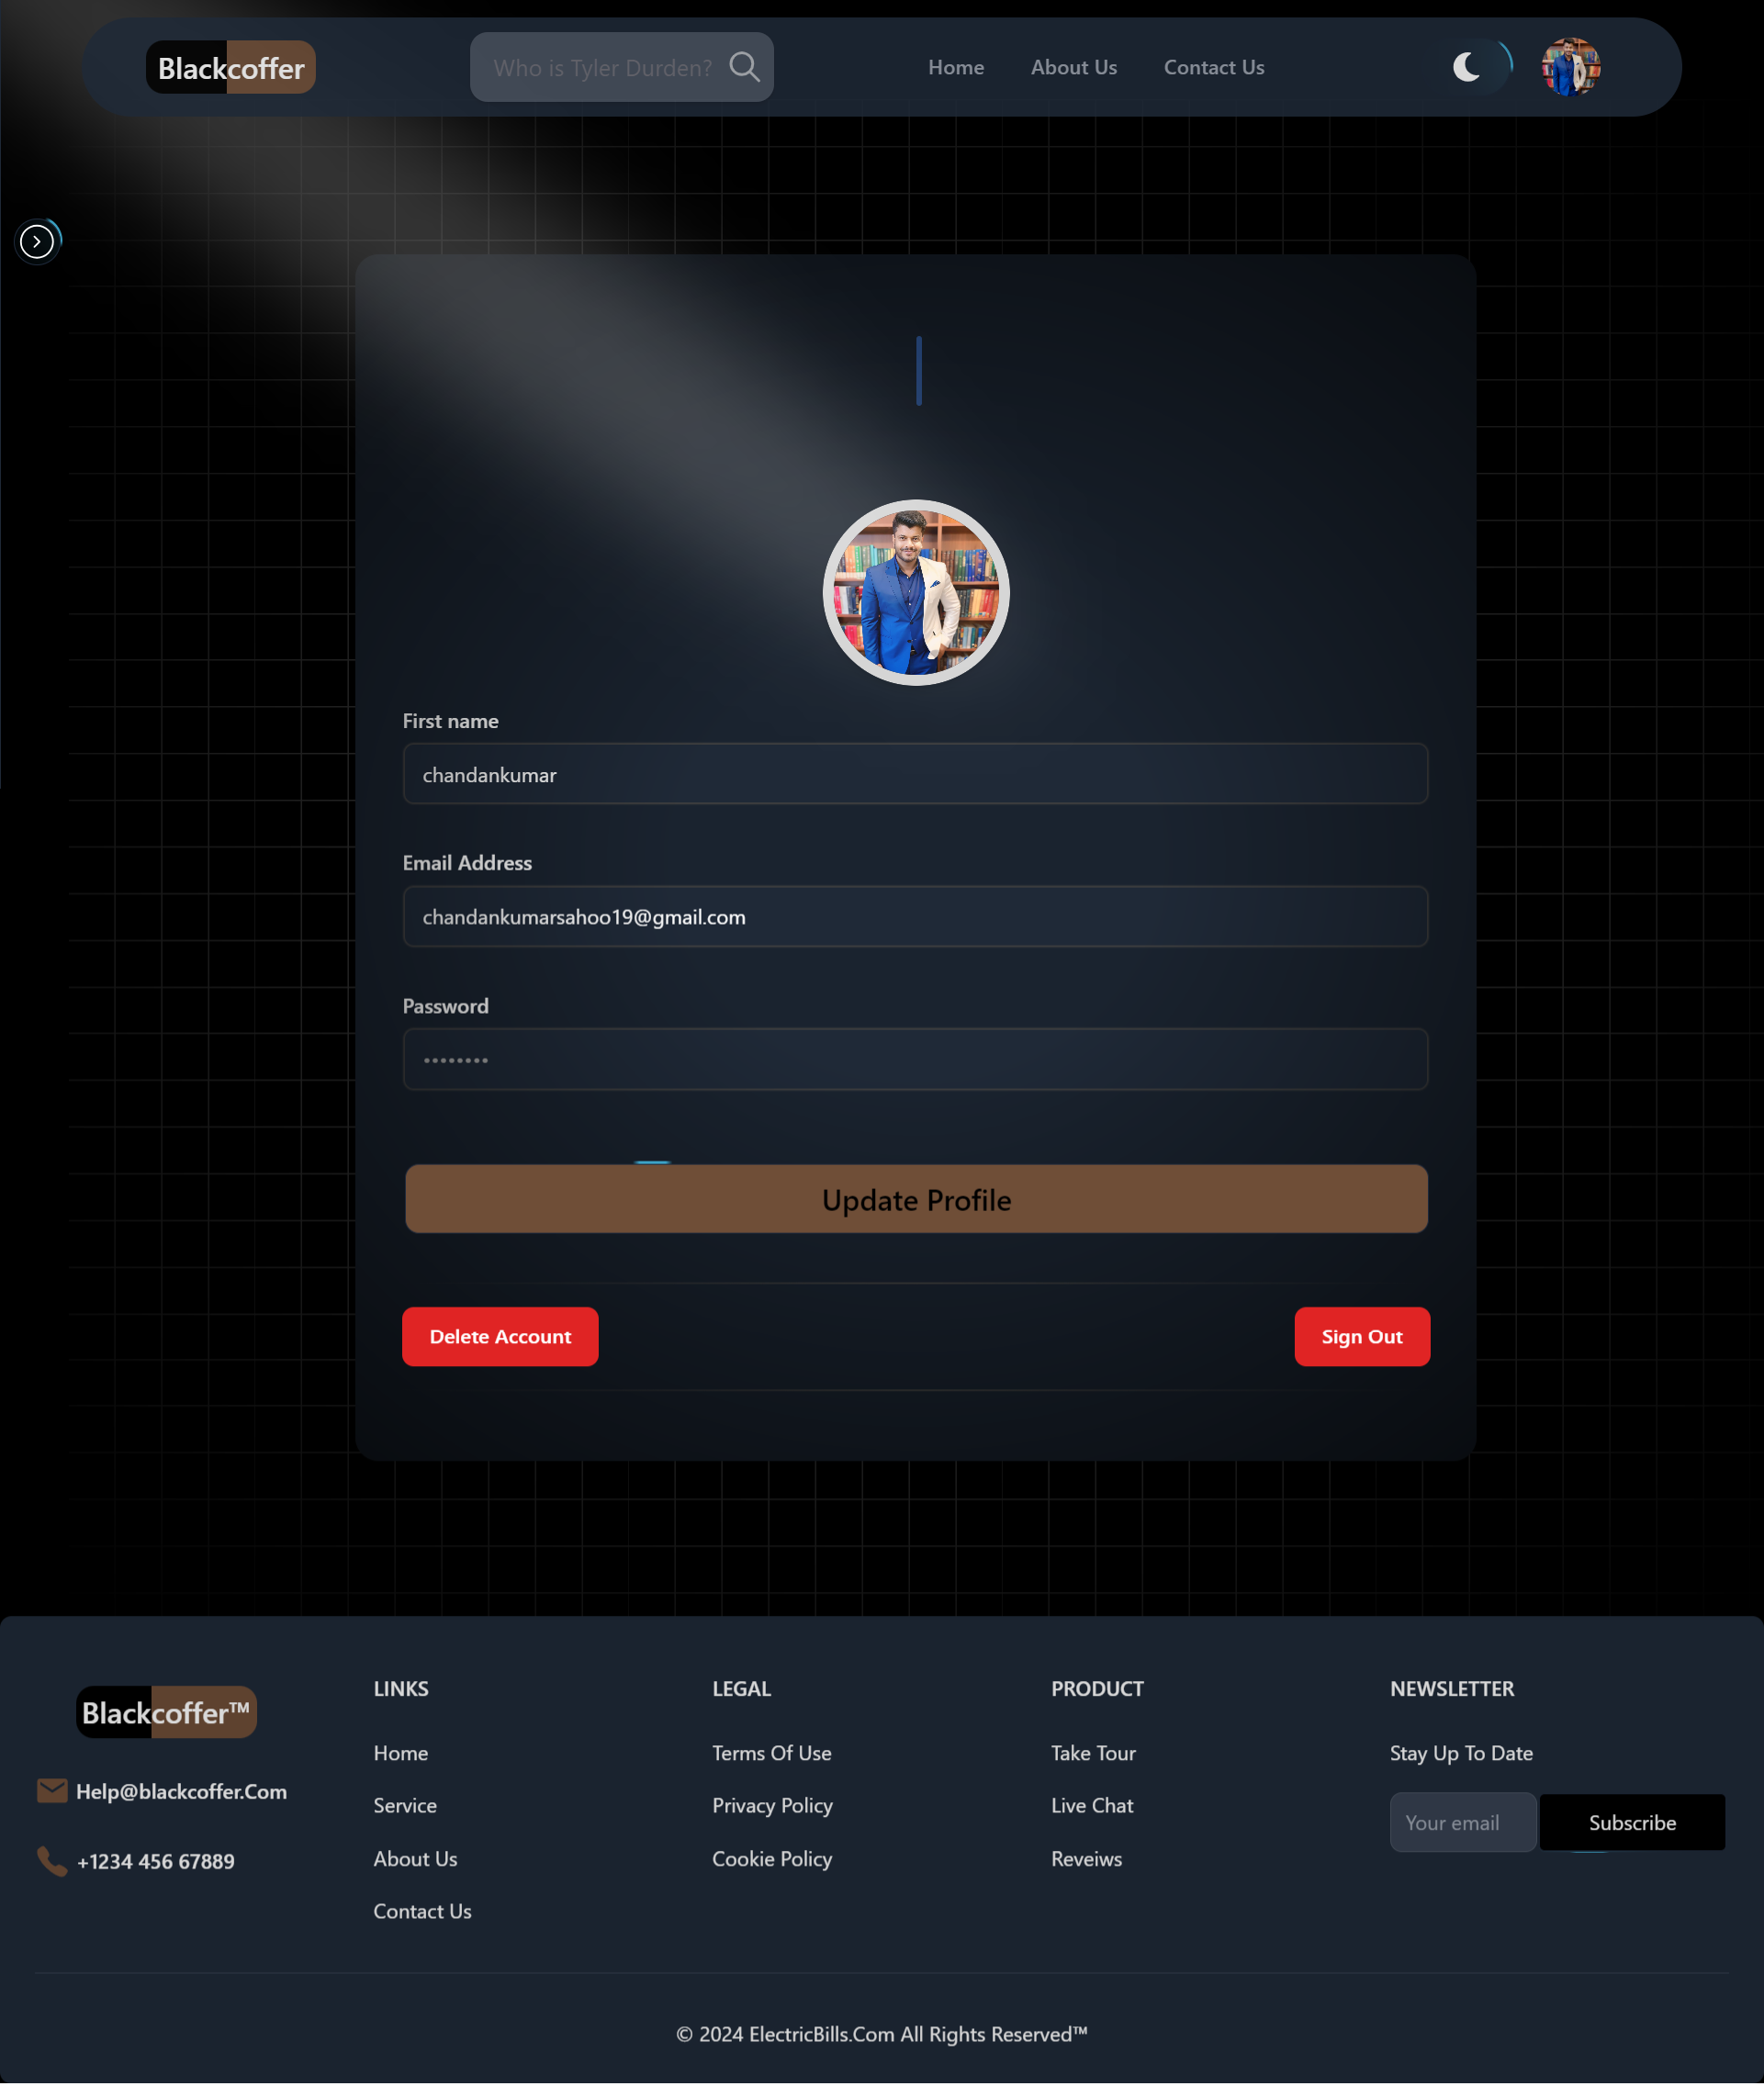 Blackcoffer
Who is Tyler Durden?
Home
About Us
Contact Us
First name
chandankumar
Email Address
chandankumarsahoo19@gmail.com
Password
••••••••
Update Profile
Delete Account
Sign Out
Blackcoffer™
Help@blackcoffer.Com
+1234 456 67889
LINKS
Home
Service
About Us
Contact Us
LEGAL
Terms Of Use
Privacy Policy
Cookie Policy
PRODUCT
Take Tour
Live Chat
Reveiws
NEWSLETTER
Stay Up To Date
Your email
Subscribe
© 2024 ElectricBills.Com All Rights Reserved™